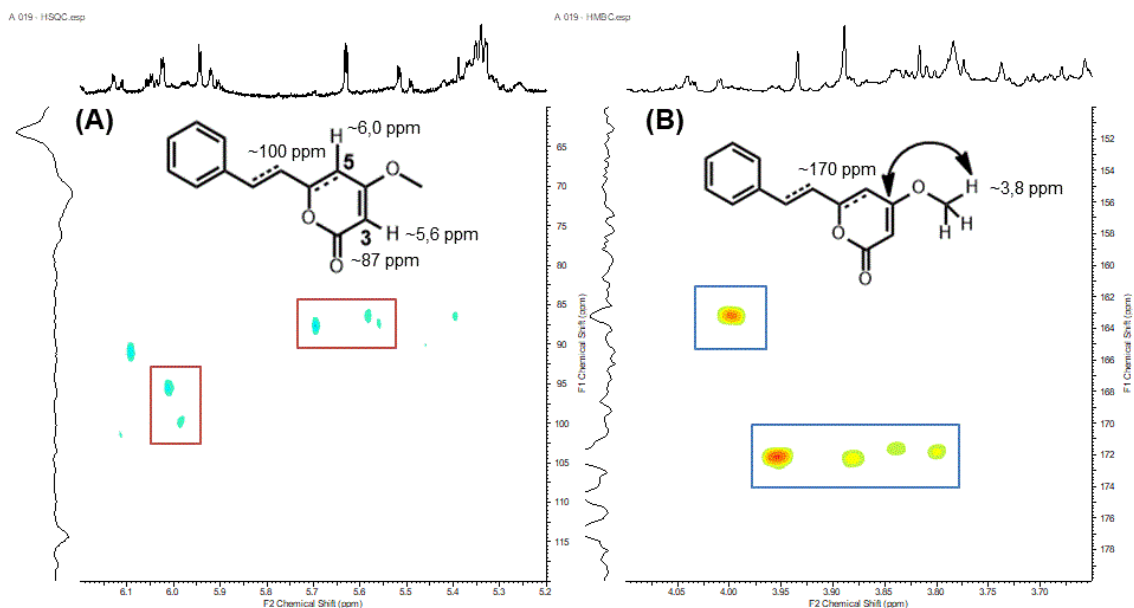 A 019 - HSQC.esp
A 019 - HMBC.esp
(A)
H ~6,0 ppm
~100 ppm
5
O
O
3
H ~5,6 ppm
O
~87 ppm
65
70
75
80
85
90
95
100
105
110
115
F1 Chemical Shift (ppm)
6.1 6.0 5.9 5.8 5.7 5.6 5.5 5.4 5.3 5.2
F2 Chemical Shift (ppm)
(B)
~170 ppm
O
H ~3,8 ppm
H
H
O
O
152
154
156
158
160
162
164
166
168
170
172
174
176
178
F1 Chemical Shift (ppm)
4.05 4.00 3.95 3.90 3.85 3.80 3.75 3.70
F2 Chemical Shift (ppm)